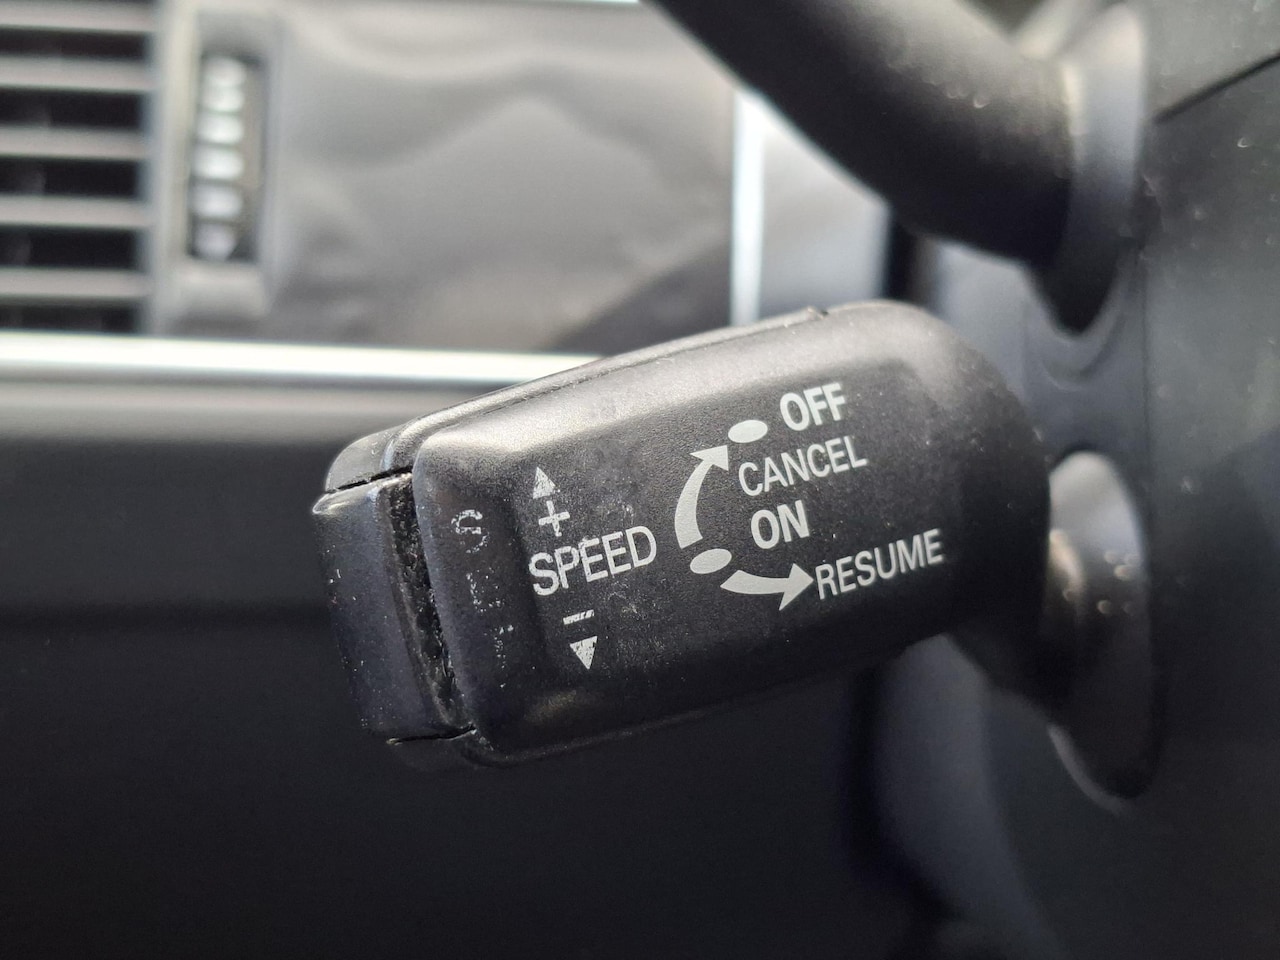 OFF
CANCEL
ON
RESUME
+
SPEED
-